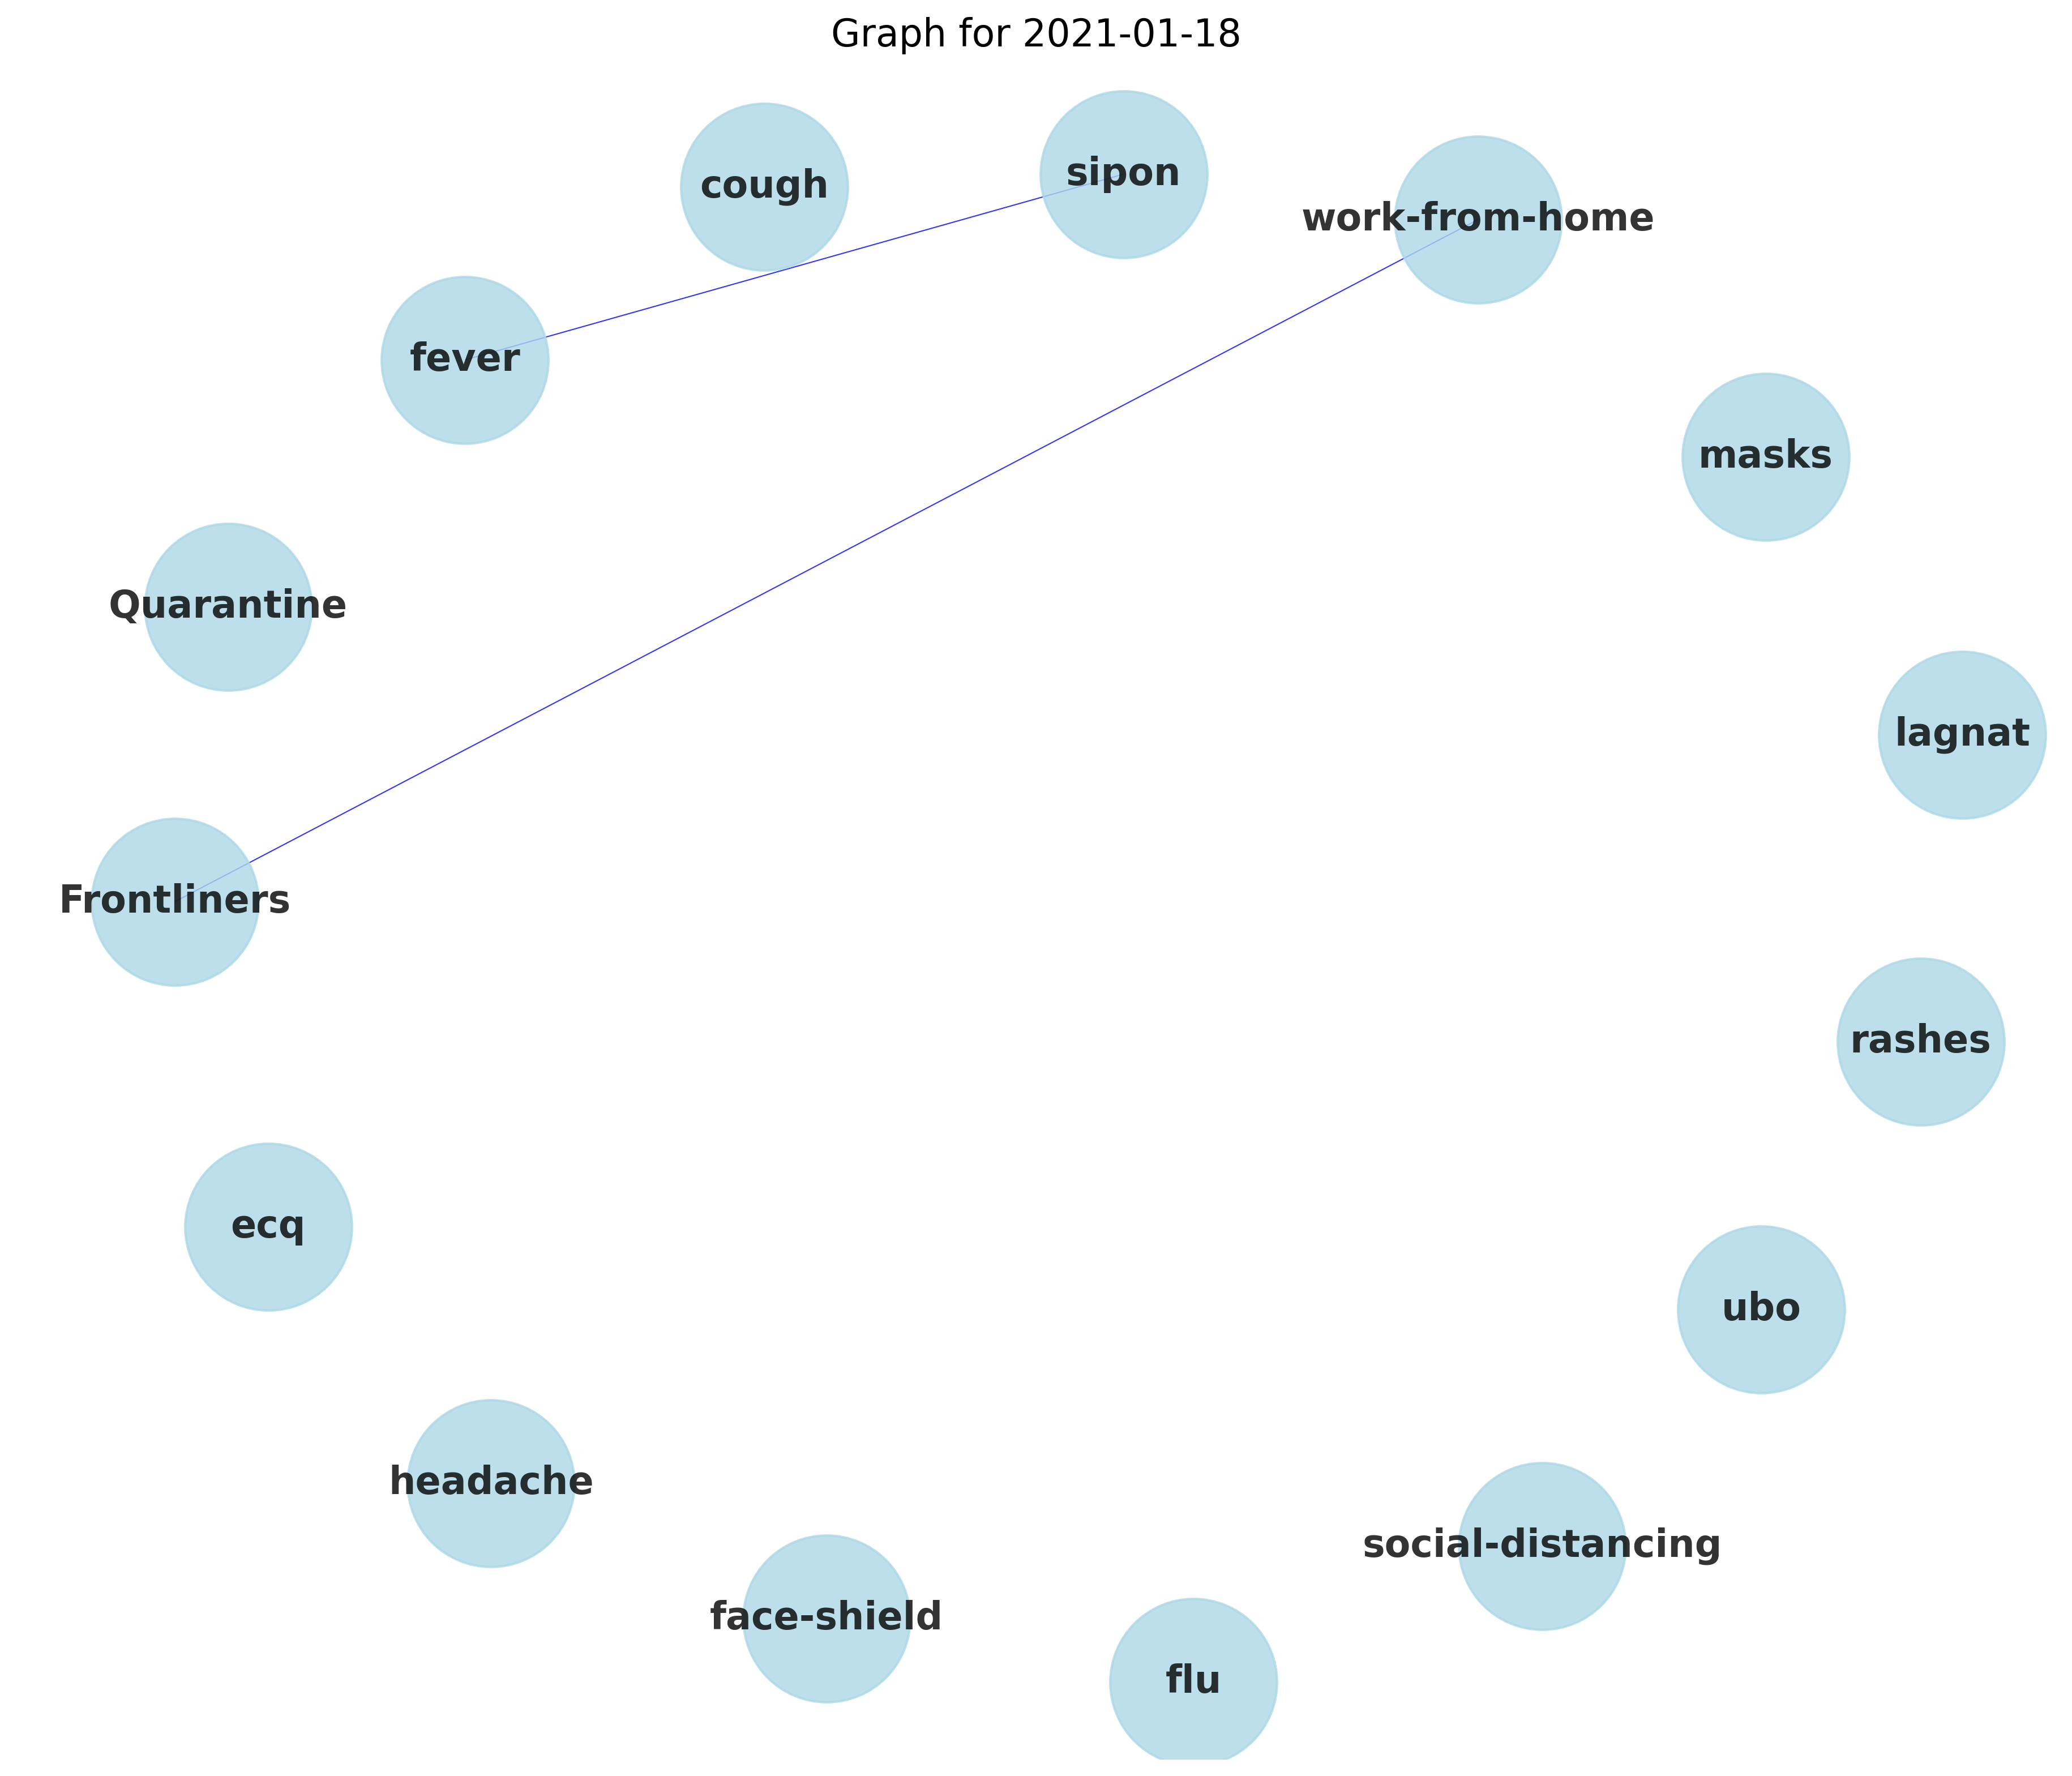 Graph for 2021-01-18
sipon
cough
work-from-home
fever
masks
Quarantine
lagnat
Frontliners
rashes
ecq
ubo
headache
social-distancing
face-shield
flu